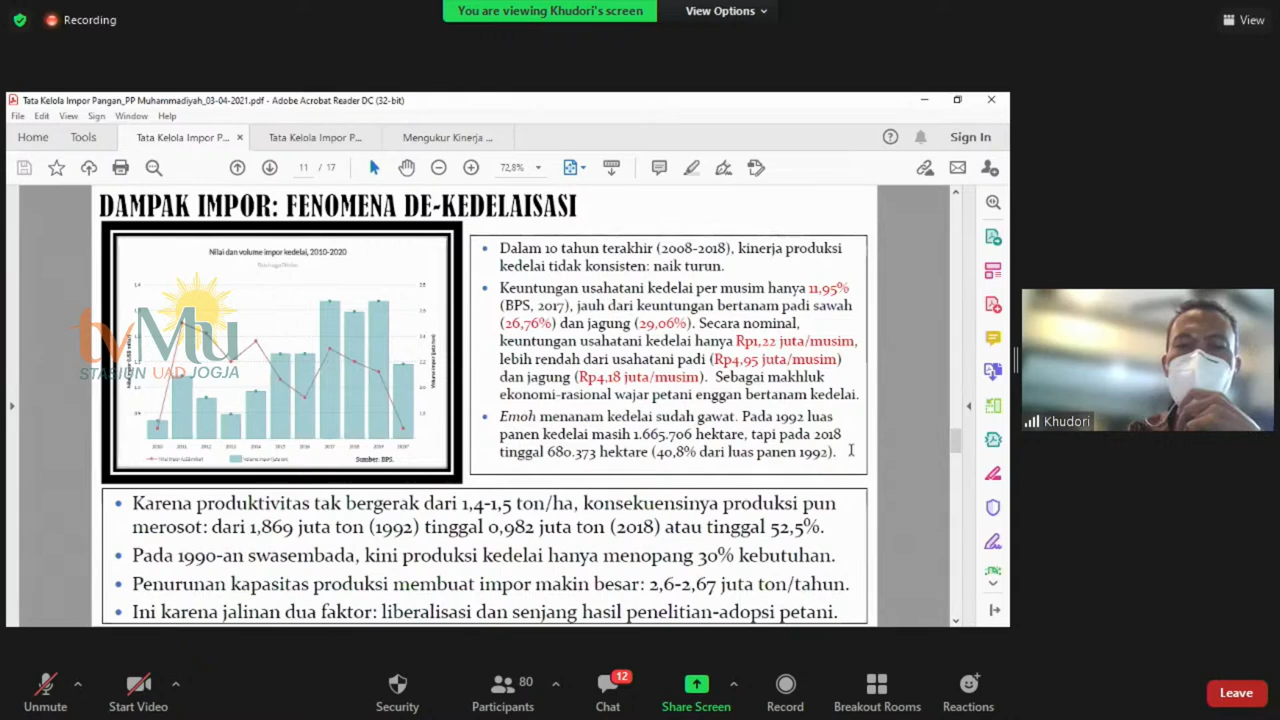 Recording
You are viewing Khudori's screen
View Options
View
Tata Kelola Impor Pangan_PP Muhammadiyah_03-04-2021.pdf - Adobe Acrobat Reader DC (32-bit)
File Edit View Sign Window Help
Home Tools Tata Kelola Impor P... Tata Kelola Impor P... Mengukur Kinerja ... Sign In
11 / 17 72,8%
DAMPAK IMPOR: FENOMENA DE-KEDELAISASI
Nilai dan volume impor kedelai, 2010-2020
2010 2011 2012 2013 2014 2015 2016 2017 2018 2019 2020*
Sumber: BPS.
tvMu
STASIUN UAD JOGJA
• Dalam 10 tahun terakhir (2008-2018), kinerja produksi
kedelai tidak konsisten: naik turun.
• Keuntungan usahatani kedelai per musim hanya 11,95%
(BPS, 2017), jauh dari keuntungan bertanam padi sawah
(26,76%) dan jagung (29,06%). Secara nominal,
keuntungan usahatani kedelai hanya Rp1,22 juta/musim,
lebih rendah dari usahatani padi (Rp4,95 juta/musim)
dan jagung (Rp4,18 juta/musim). Sebagai makhluk
ekonomi-rasional wajar petani enggan bertanam kedelai.
• Emoh menanam kedelai sudah gawat. Pada 1992 luas
panen kedelai masih 1.665.706 hektare, tapi pada 2018
tinggal 680.373 hektare (40,8% dari luas panen 1992).
• Karena produktivitas tak bergerak dari 1,4-1,5 ton/ha, konsekuensinya produksi pun
merosot: dari 1,869 juta ton (1992) tinggal 0,982 juta ton (2018) atau tinggal 52,5%.
• Pada 1990-an swasembada, kini produksi kedelai hanya menopang 30% kebutuhan.
• Penurunan kapasitas produksi membuat impor makin besar: 2,6-2,67 juta ton/tahun.
• Ini karena jalinan dua faktor: liberalisasi dan senjang hasil penelitian-adopsi petani.
Khudori
Unmute
Start Video
Security
80
Participants
12
Chat
Share Screen
Record
Breakout Rooms
Reactions
Leave